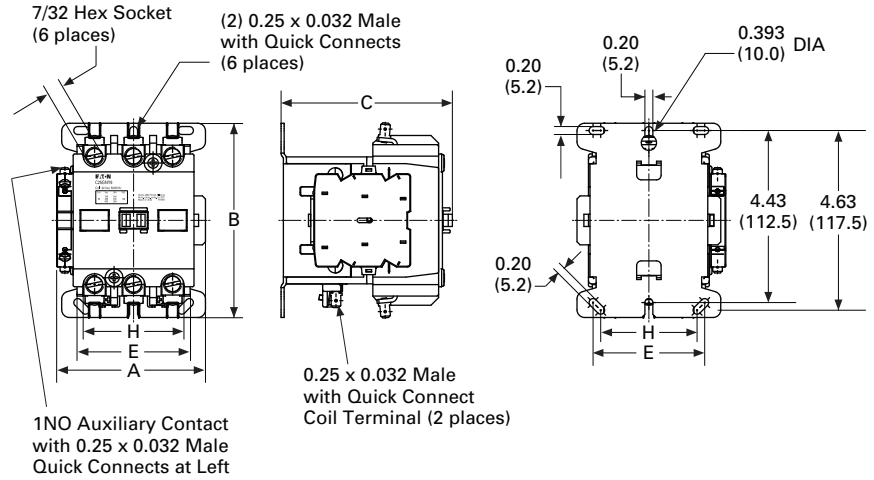 7/32 Hex Socket
(6 places)
(2) 0.25 x 0.032 Male
with Quick Connects
(6 places)
C
0.20
(5.2)
0.20
(5.2)
0.393
(10.0) DIA
E·T·N
B
4.43
(112.5)
4.63
(117.5)
0.20
(5.2)
H
E
A
H
E
0.25 x 0.032 Male
with Quick Connect
Coil Terminal (2 places)
1NO Auxiliary Contact
with 0.25 x 0.032 Male
Quick Connects at Left